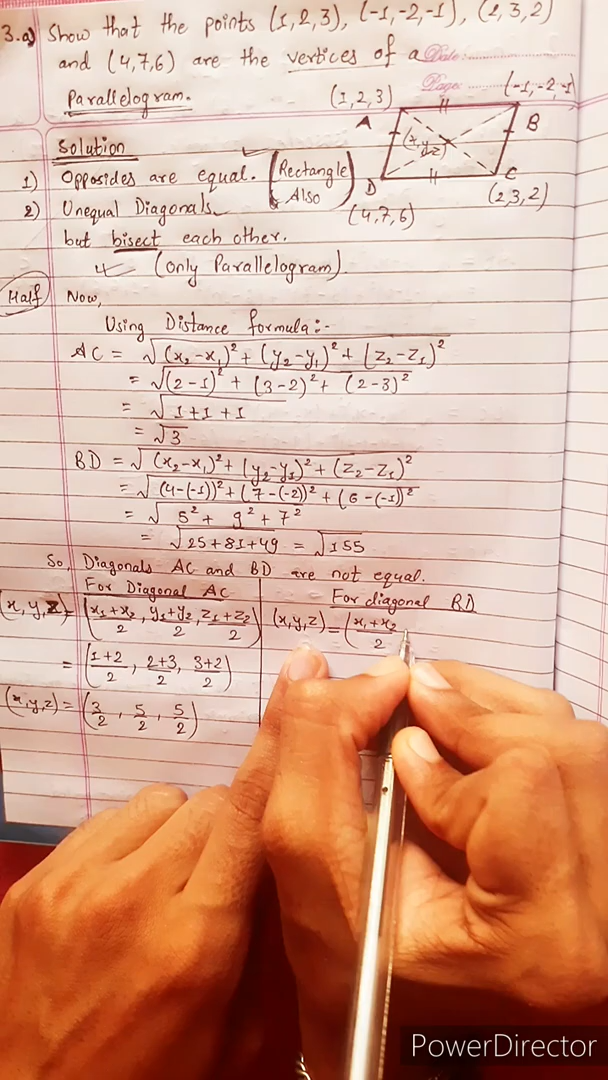 3.a) Show that the points (1,2,3), (-1,-2,-1), (2,3,2)
and (4,7,6) are the vertices of a
Date:
Parallelogram.
Page:
(1,2,3)
(-1,-2,-1)
A
B
(x,y,z)
D
C
(4,7,6)
(2,3,2)
Solution
1) Opposides are equal. (Rectangle Also)
2) Unequal Diagonals
but bisect each other.
(Only Parallelogram)
Half Now,
Using Distance formula:-
AC = √(x₂-x₁)² + (y₂-y₁)² + (z₂-z₁)²
= √(2-1)² + (3-2)² + (2-3)²
= √1+1+1
= √3
BD = √(x₂-x₁)² + (y₂-y₁)² + (z₂-z₁)²
= √(4-(-1))² + (7-(-2))² + (6-(-1))²
= √5² + 9² + 7²
= √25+81+49 = √155
So, Diagonals AC and BD are not equal.
For Diagonal AC
(x,y,z) = (x₁+x₂/2, y₁+y₂/2, z₁+z₂/2)
= (1+2/2, 2+3/2, 3+2/2)
(x,y,z) = (3/2, 5/2, 5/2)
For diagonal BD
(x,y,z) = (x₁+x₂/2
PowerDirector